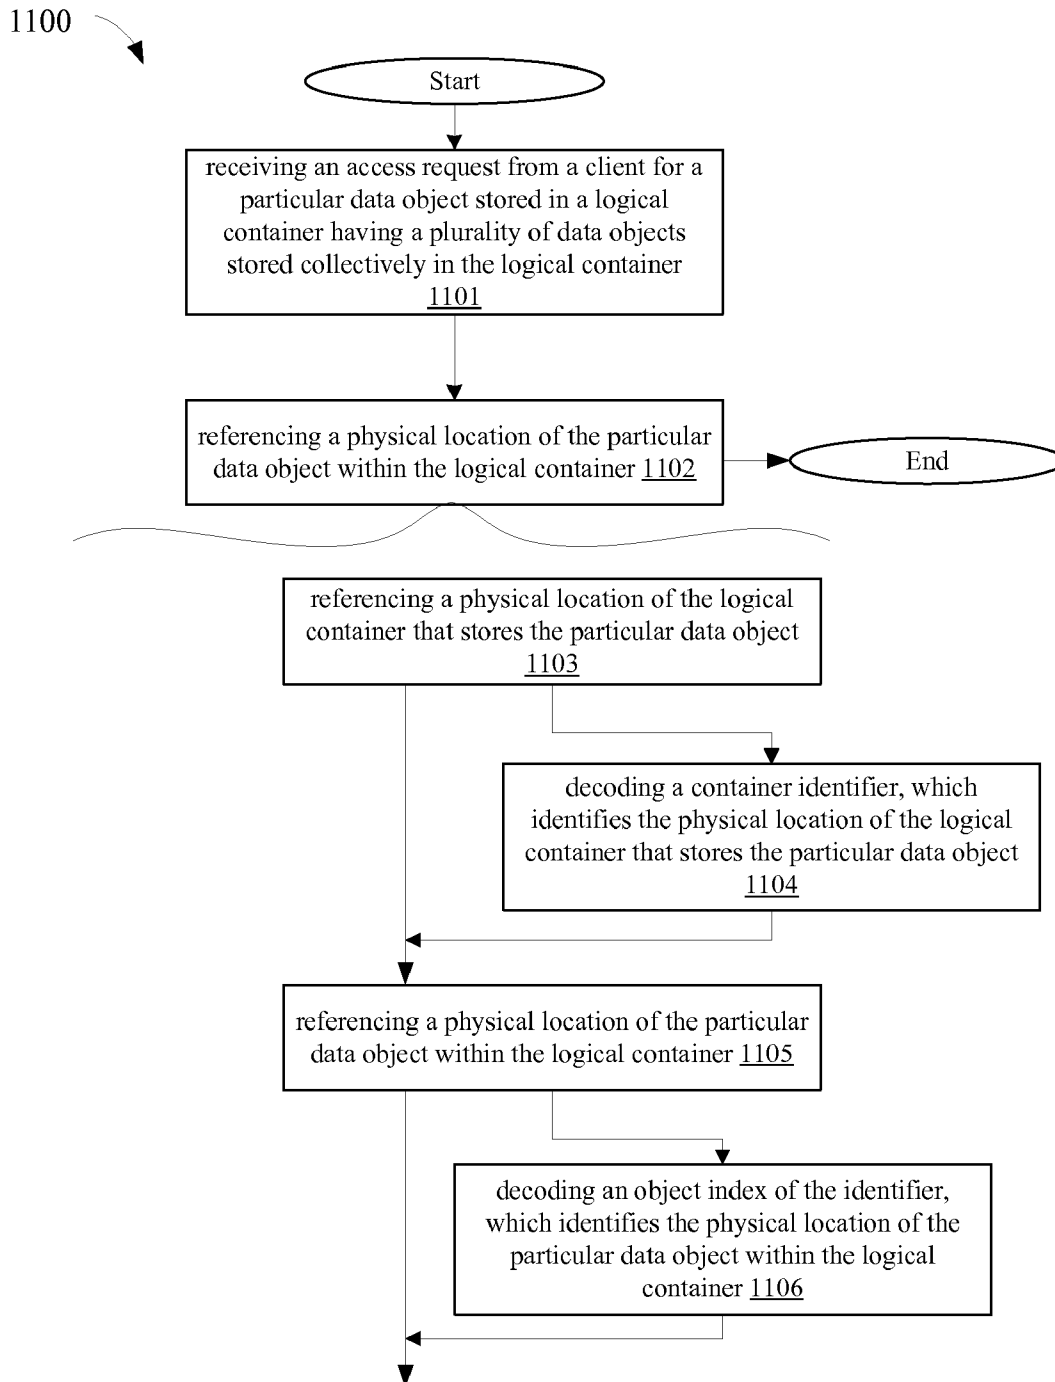 1100
Start
receiving an access request from a client for a
particular data object stored in a logical
container having a plurality of data objects
stored collectively in the logical container
1101
referencing a physical location of the particular
data object within the logical container 1102
End
referencing a physical location of the logical
container that stores the particular data object
1103
decoding a container identifier, which
identifies the physical location of the logical
container that stores the particular data object
1104
referencing a physical location of the particular
data object within the logical container 1105
decoding an object index of the identifier,
which identifies the physical location of the
particular data object within the logical
container 1106